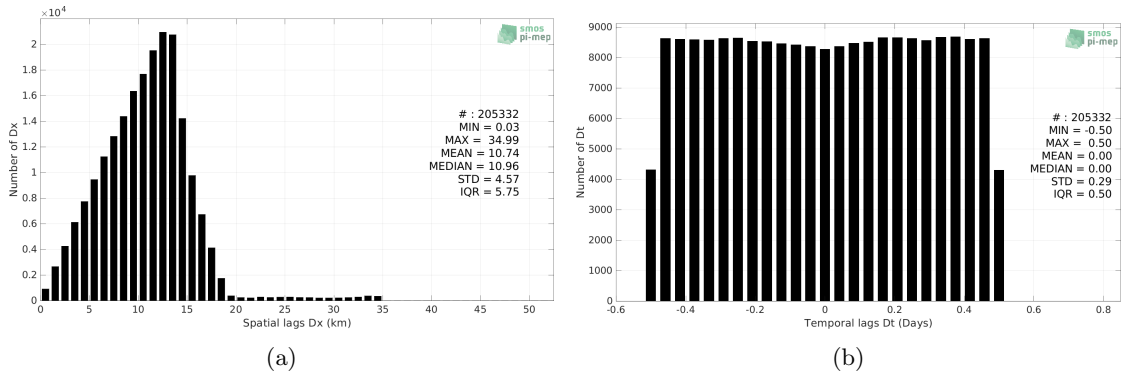 ×10⁴
2
1.8
1.6
1.4
1.2
1
0.8
0.6
0.4
0.2
0
Number of Dx
0 5 10 15 20 25 30 35 40 45 50
Spatial lags Dx (km)
smos
pi-mep
# : 205332
MIN = 0.03
MAX = 34.99
MEAN = 10.74
MEDIAN = 10.96
STD = 4.57
IQR = 5.75
(a)
9000
8000
7000
6000
5000
4000
3000
2000
1000
0
Number of Dt
-0.6 -0.4 -0.2 0 0.2 0.4 0.6 0.8
Temporal lags Dt (Days)
smos
pi-mep
# : 205332
MIN = -0.50
MAX = 0.50
MEAN = 0.00
MEDIAN = 0.00
STD = 0.29
IQR = 0.50
(b)